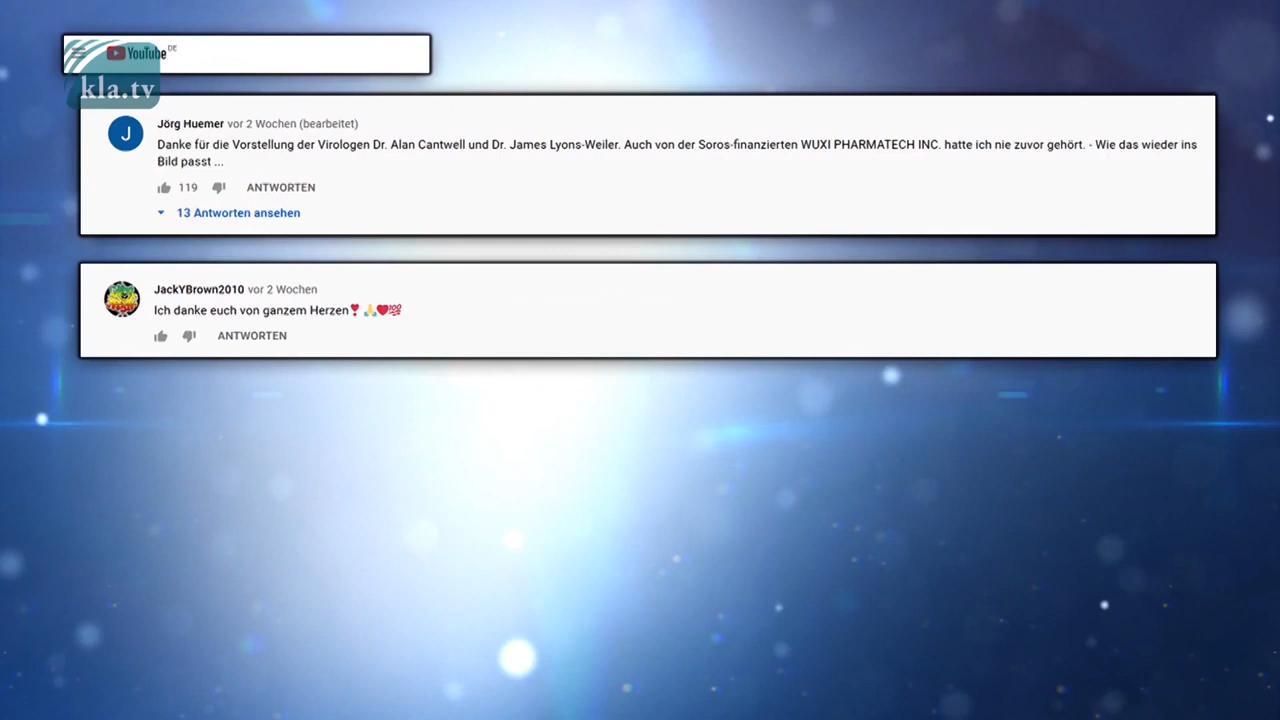 YouTube DE
kla.tv
J
Jörg Huemer vor 2 Wochen (bearbeitet)
Danke für die Vorstellung der Virologen Dr. Alan Cantwell und Dr. James Lyons-Weiler. Auch von der Soros-finanzierten WUXI PHARMATECH INC. hatte ich nie zuvor gehört. - Wie das wieder ins
Bild passt ...
119 ANTWORTEN
13 Antworten ansehen
JackYBrown2010 vor 2 Wochen
Ich danke euch von ganzem Herzen❣️ 🙏❤️💯
ANTWORTEN